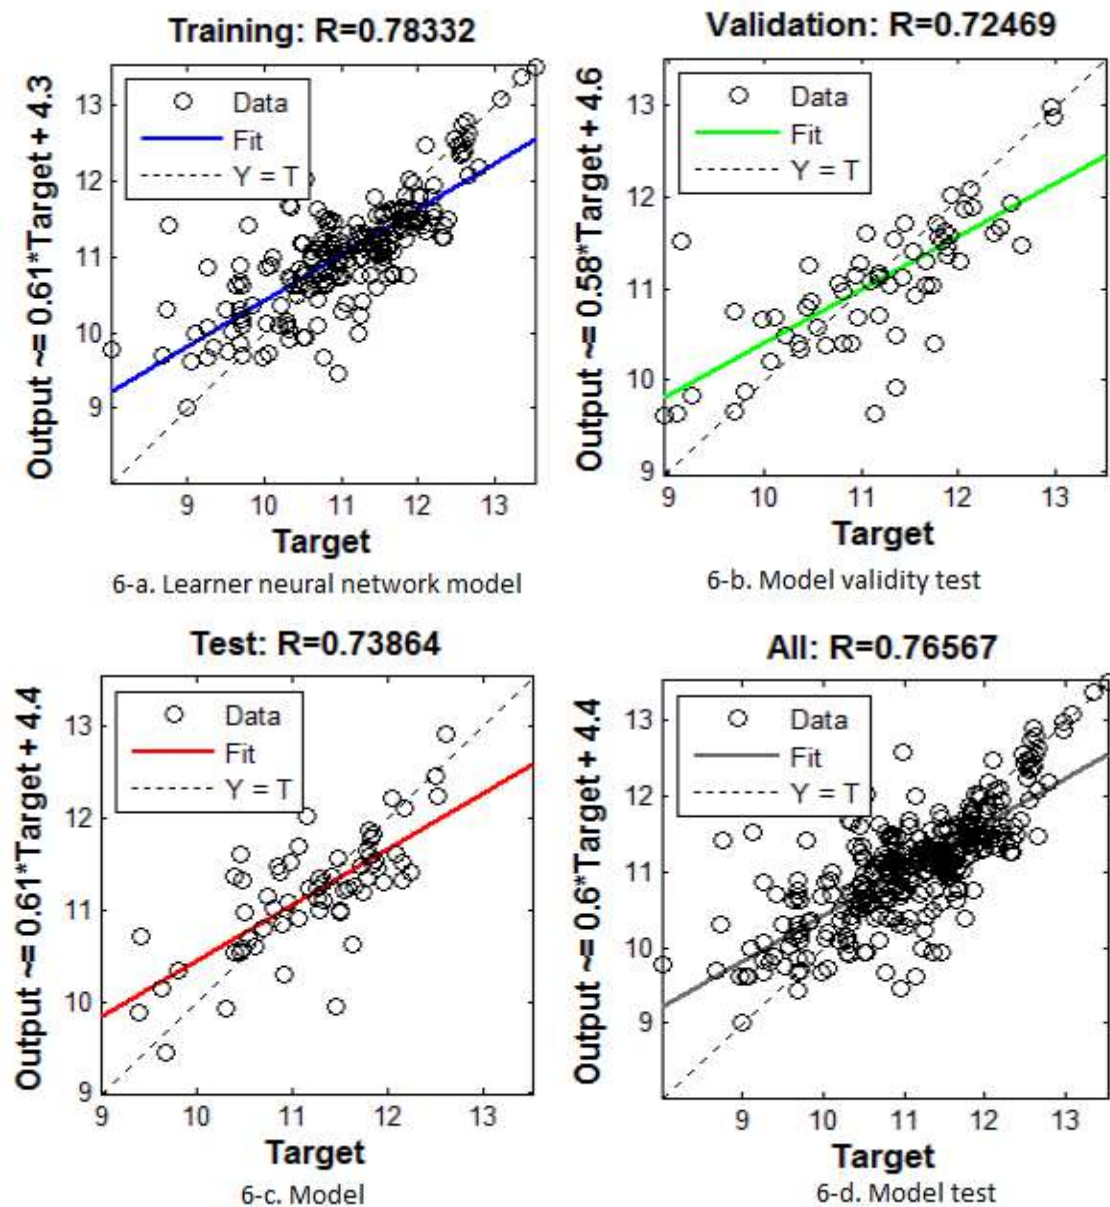 Training: R=0.78332
Output ~= 0.61*Target + 4.3
Data
Fit
Y = T
13
12
11
10
9
9 10 11 12 13
Target
6-a. Learner neural network model
Validation: R=0.72469
Output ~= 0.58*Target + 4.6
Data
Fit
Y = T
13
12
11
10
9
9 10 11 12 13
Target
6-b. Model validity test
Test: R=0.73864
Output ~= 0.61*Target + 4.4
Data
Fit
Y = T
13
12
11
10
9
9 10 11 12 13
Target
6-c. Model
All: R=0.76567
Output ~= 0.6*Target + 4.4
Data
Fit
Y = T
13
12
11
10
9
9 10 11 12 13
Target
6-d. Model test